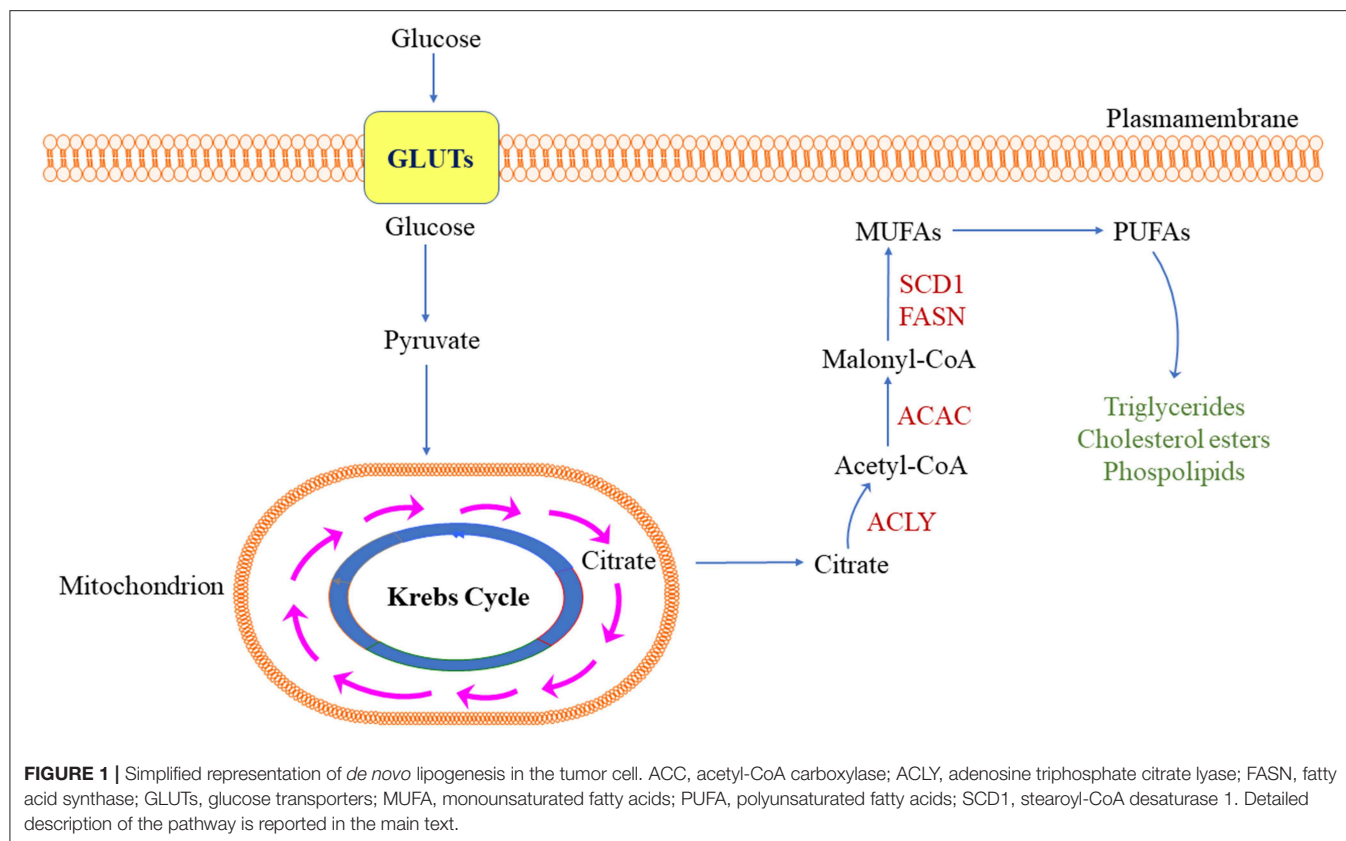 Glucose
Plasmamembrane
GLUTs
Glucose
MUFAs
PUFAs
SCD1
FASN
Pyruvate
Malonyl-CoA
ACAC
Triglycerides
Cholesterol esters
Phospolipids
Acetyl-CoA
ACLY
Citrate
Citrate
Mitochondrion
Krebs Cycle
FIGURE 1 | Simplified representation of de novo lipogenesis in the tumor cell. ACC, acetyl-CoA carboxylase; ACLY, adenosine triphosphate citrate lyase; FASN, fatty
acid synthase; GLUTs, glucose transporters; MUFA, monounsaturated fatty acids; PUFA, polyunsaturated fatty acids; SCD1, stearoyl-CoA desaturase 1. Detailed
description of the pathway is reported in the main text.